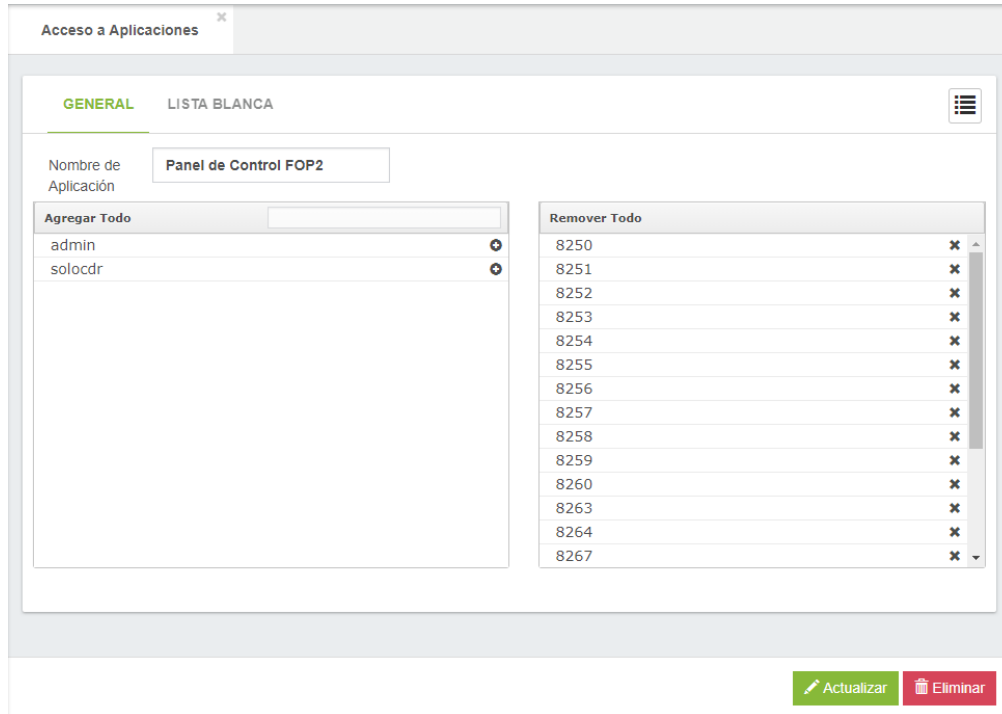 Acceso a Aplicaciones
GENERAL LISTA BLANCA
Nombre de Aplicación Panel de Control FOP2
Agregar Todo
admin
solocdr
Remover Todo
8250
8251
8252
8253
8254
8255
8256
8257
8258
8259
8260
8263
8264
8267
Actualizar Eliminar